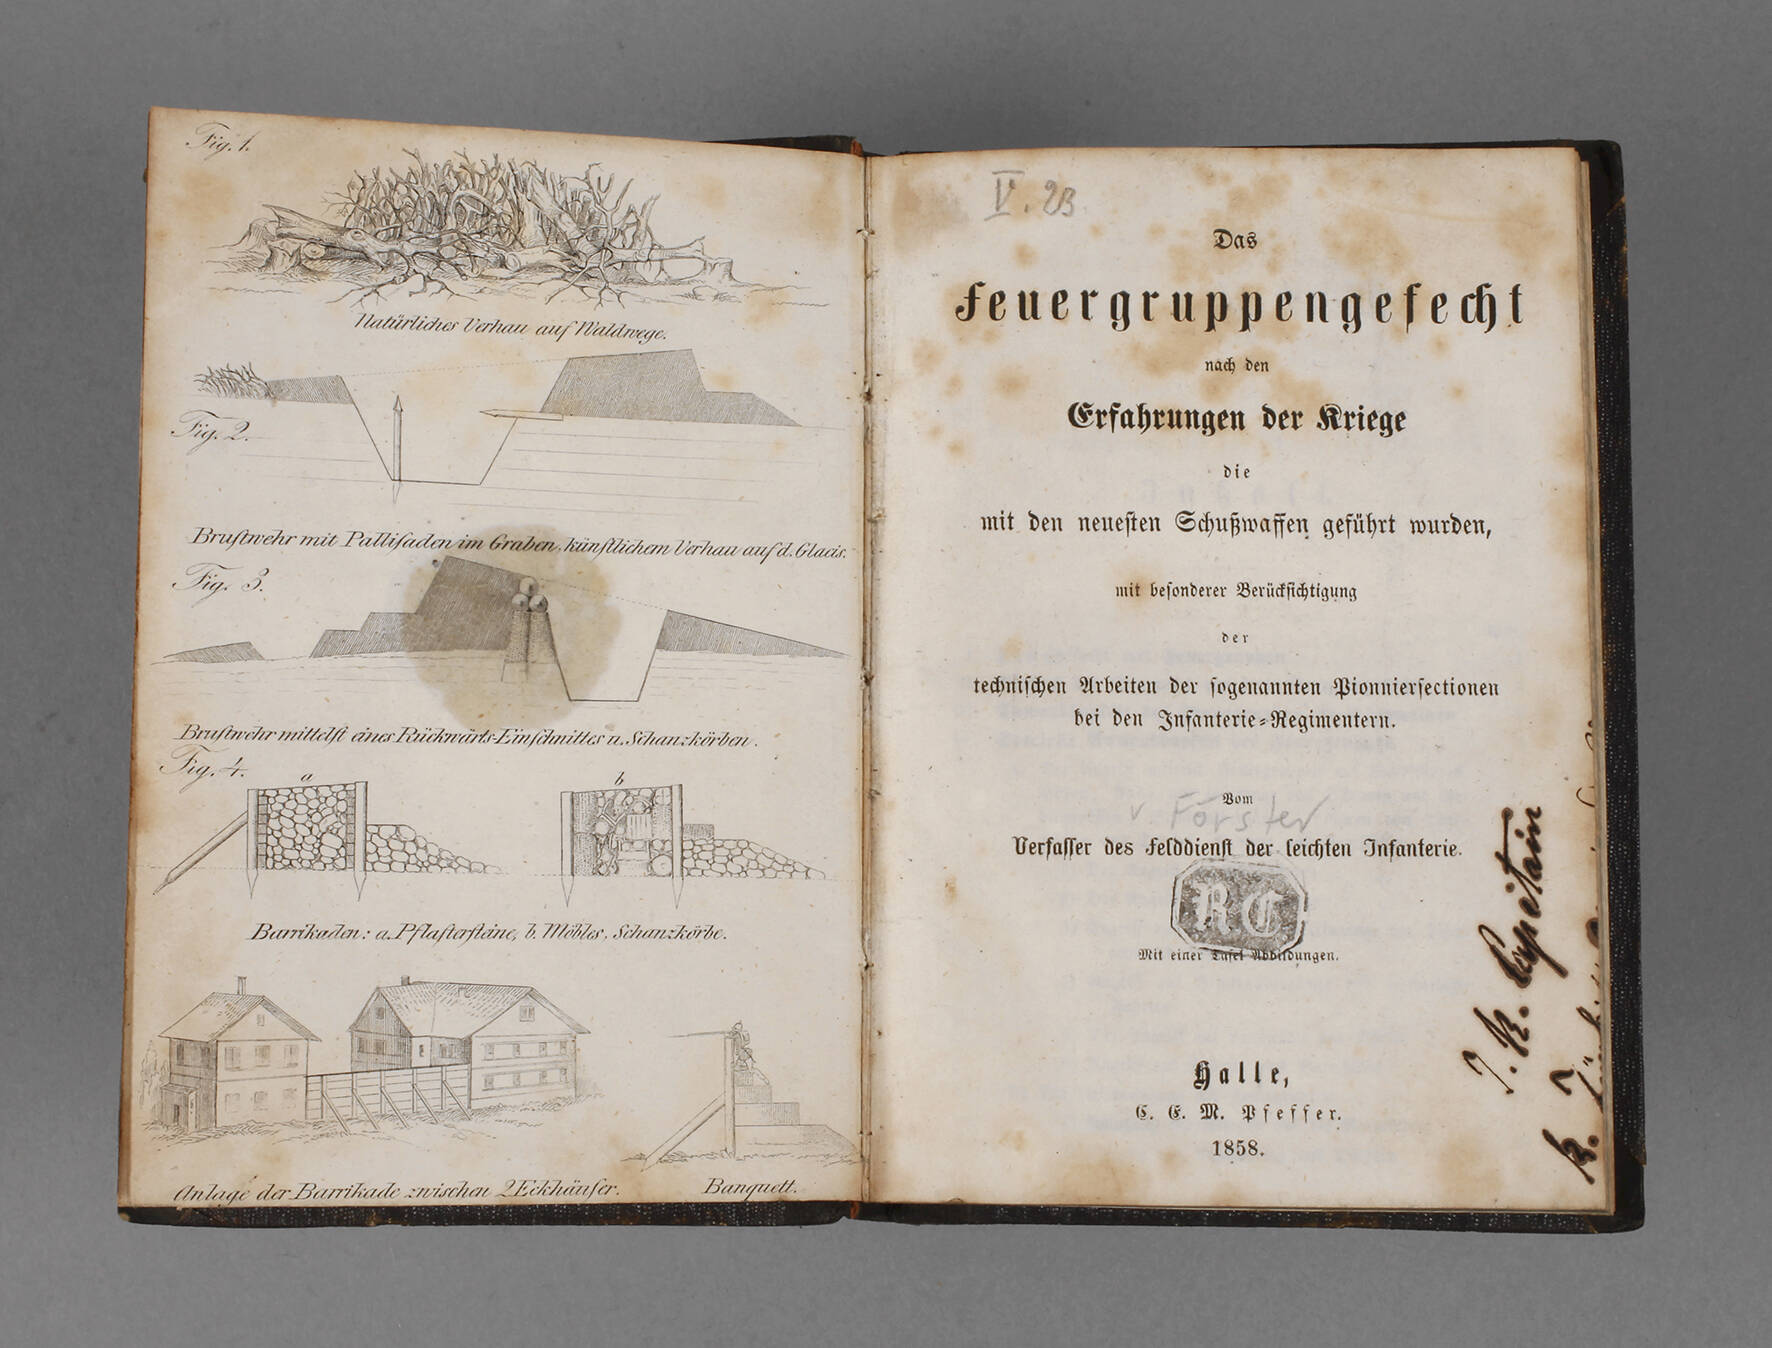 Fig. 1.
Natürliches Verhau auf Waldwege.
Fig. 2.
Bruſtwehr mit Palliſaden im Graben, künſtlichem Verhau auf d. Glacis.
Fig. 3.
Bruſtwehr mittelſt eines Rückwärts-Einſchnittes u. Schanzkörben.
Fig. 4.
a
b
Barrikaden: a. Pflaſterſteine, b. Möbles, Schanzkörbe.
Anlage der Barrikade zwischen 2 Eckhäuſer.
Banquett.
V. 23
Das
Feuergruppengefecht
nach den
Erfahrungen der Kriege
die
mit den neueſten Schußwaffen geführt wurden,
mit beſonderer Berückſichtigung
der
techniſchen Arbeiten der ſogenannten Pionnierſectionen
bei den Infanterie-Regimentern.
Vom
v Förster
Verfaſſer des Felddienſt der leichten Infanterie.
RC
Mit einer Tafel Abbildungen.
Halle,
C. E. M. Pfeffer.
1858.